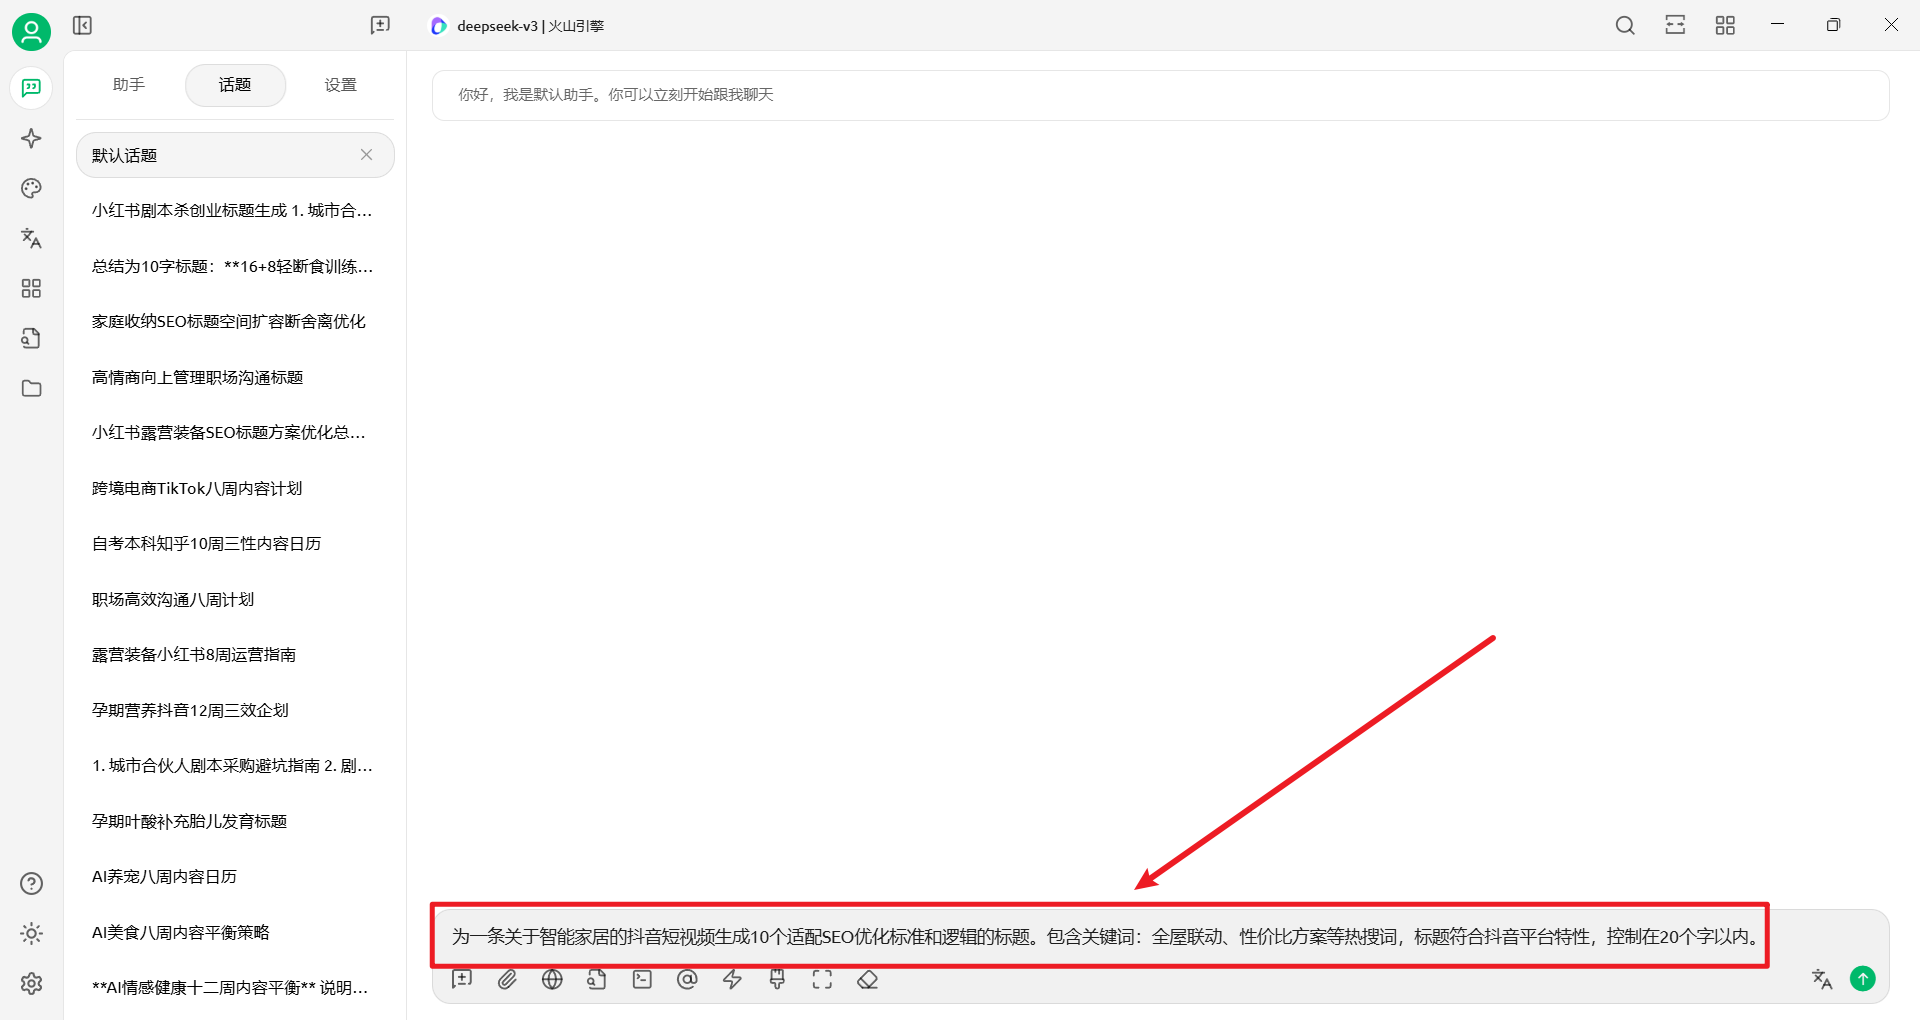 deepseek-v3 | 火山引擎
助手 话题 设置
默认话题
小红书剧本杀创业标题生成 1. 城市合...
总结为10字标题：**16+8轻断食训练...
家庭收纳SEO标题空间扩容断舍离优化
高情商向上管理职场沟通标题
小红书露营装备SEO标题方案优化总...
跨境电商TikTok八周内容计划
自考本科知乎10周三性内容日历
职场高效沟通八周计划
露营装备小红书8周运营指南
孕期营养抖音12周三效企划
1. 城市合伙人剧本采购避坑指南 2. 剧...
孕期叶酸补充胎儿发育标题
AI养宠八周内容日历
AI美食八周内容平衡策略
**AI情感健康十二周内容平衡** 说明...
你好，我是默认助手。你可以立刻开始跟我聊天
为一条关于智能家居的抖音短视频生成10个适配SEO优化标准和逻辑的标题。包含关键词：全屋联动、性价比方案等热搜词，标题符合抖音平台特性，控制在20个字以内。